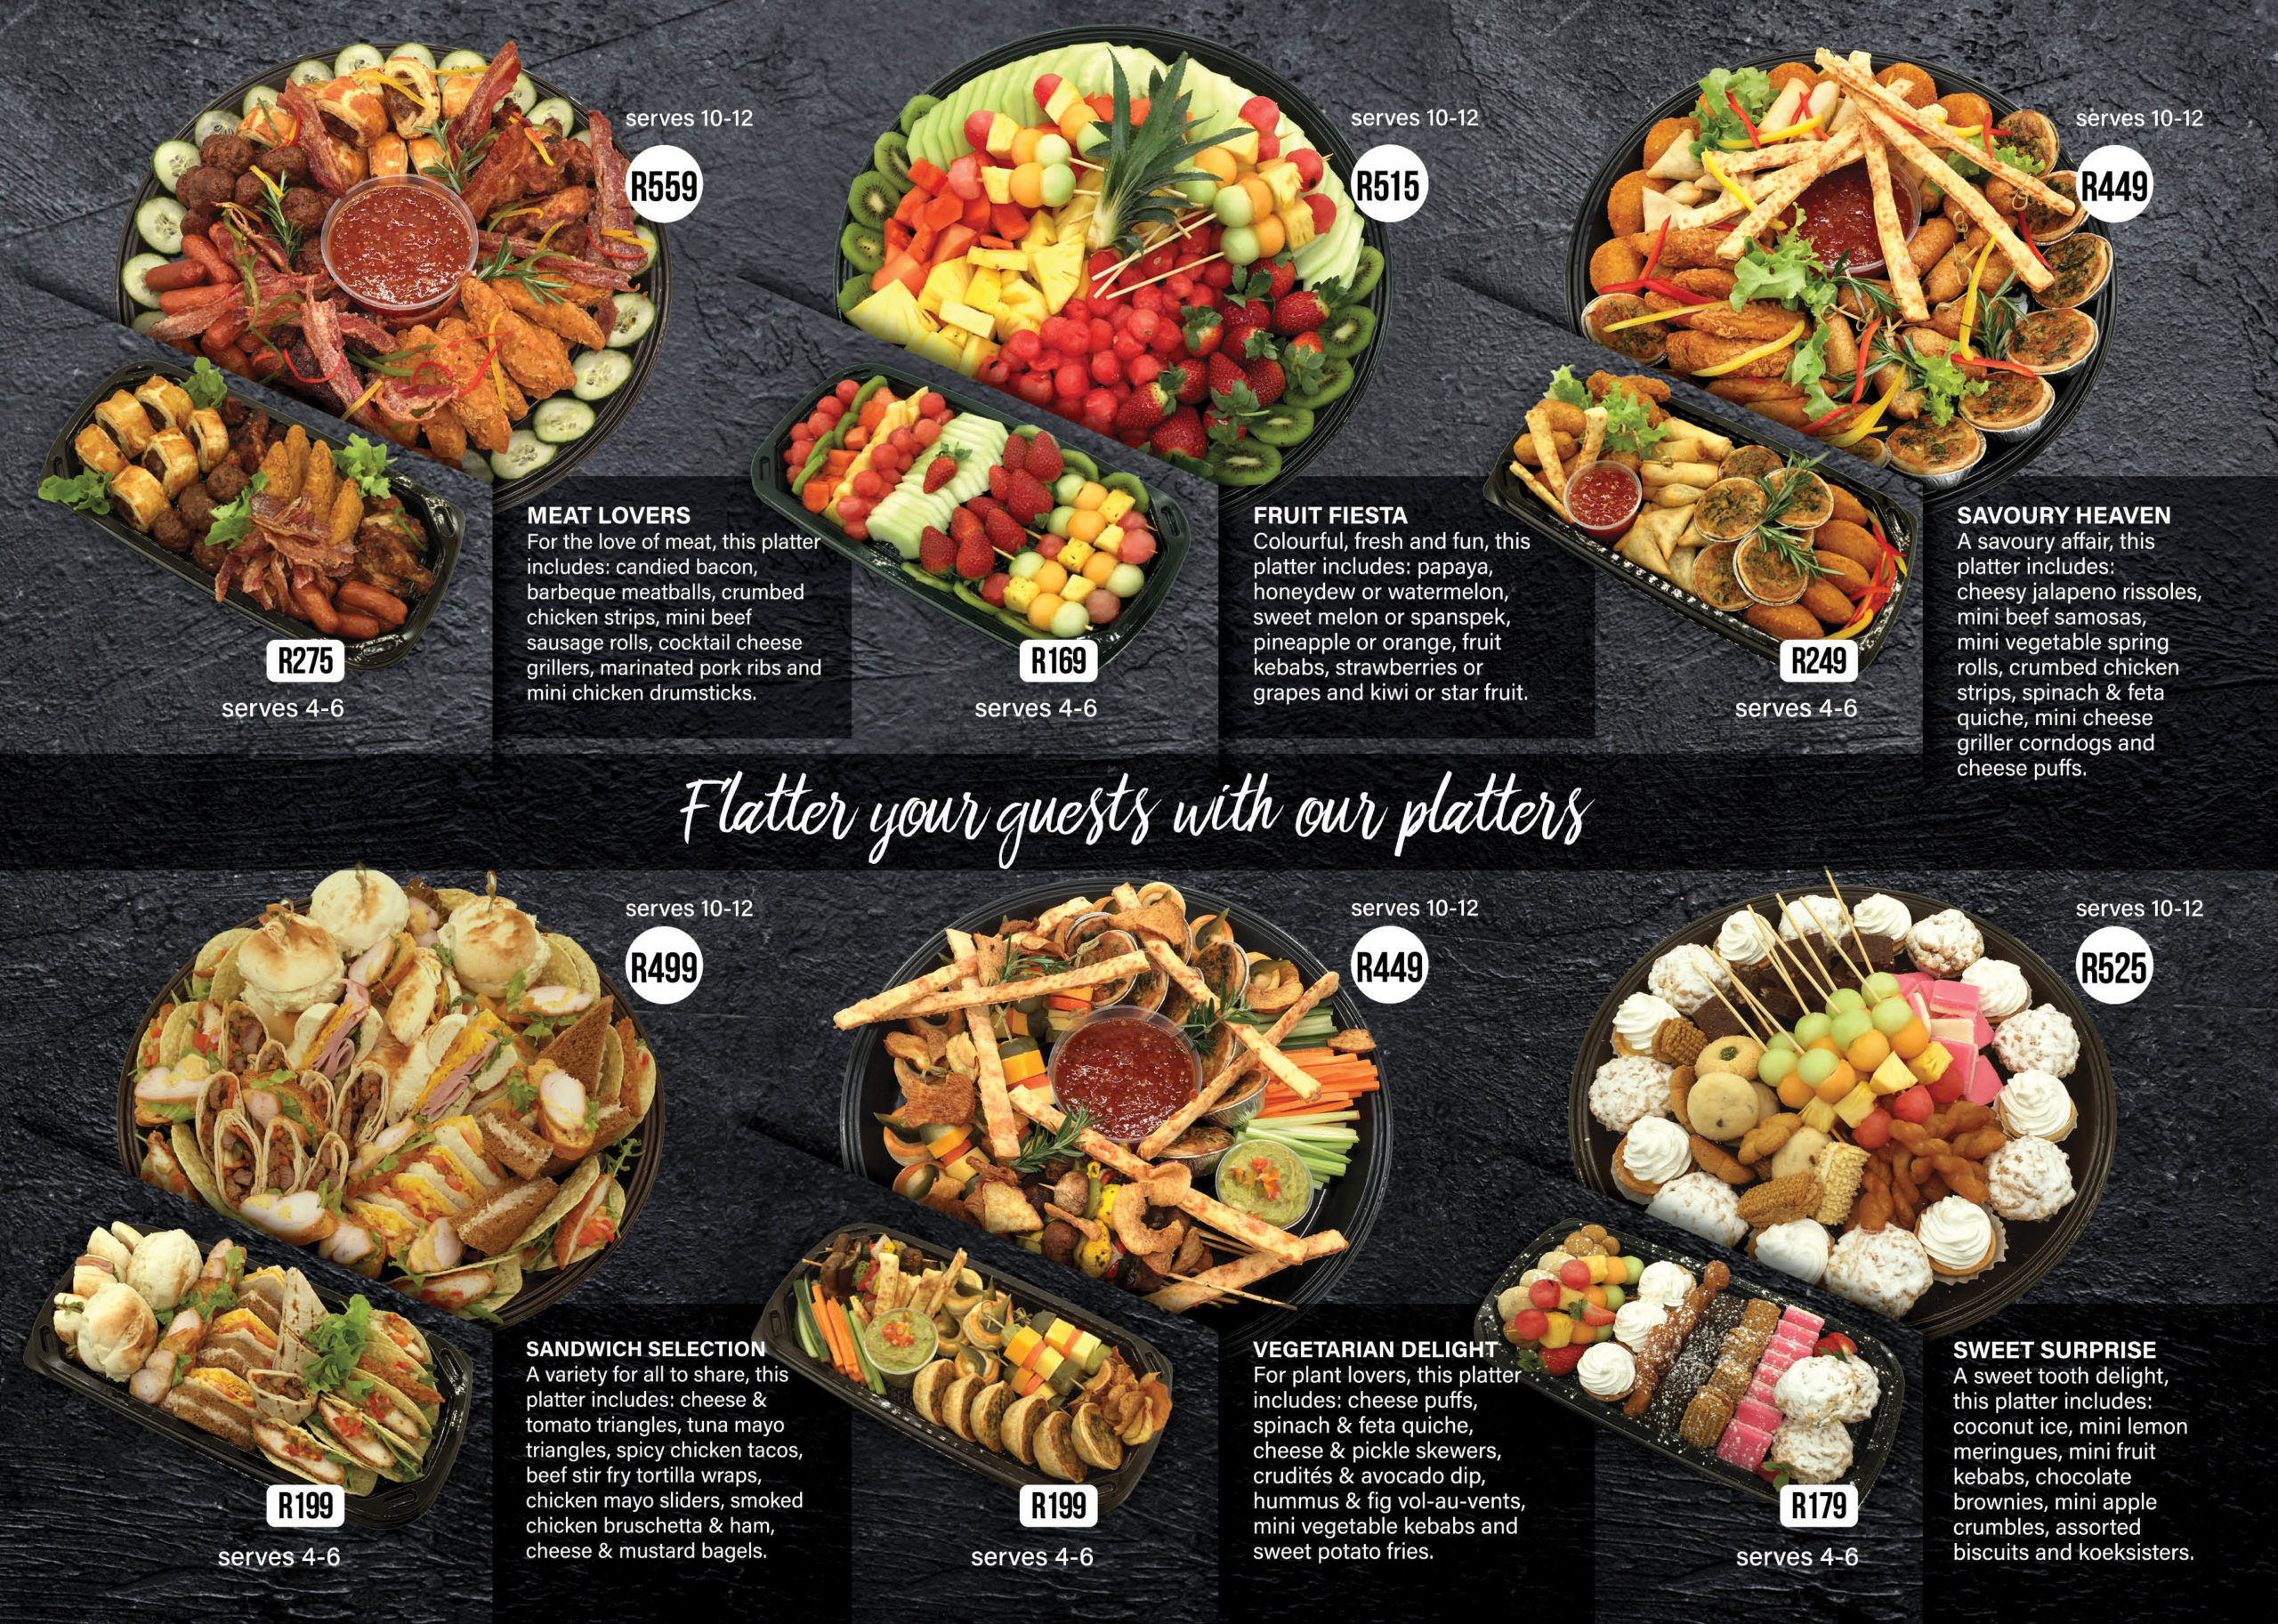 serves 10-12
R559
MEAT LOVERS
For the love of meat, this platter
includes: candied bacon,
barbeque meatballs, crumbed
chicken strips, mini beef
sausage rolls, cocktail cheese
grillers, marinated pork ribs and
mini chicken drumsticks.
R275
serves 4-6
serves 10-12
R515
FRUIT FIESTA
Colourful, fresh and fun, this
platter includes: papaya,
honeydew or watermelon,
sweet melon or spanspek,
pineapple or orange, fruit
kebabs, strawberries or
grapes and kiwi or star fruit.
R169
serves 4-6
serves 10-12
R449
SAVOURY HEAVEN
A savoury affair, this
platter includes:
cheesy jalapeno rissoles,
mini beef samosas,
mini vegetable spring
rolls, crumbed chicken
strips, spinach & feta
quiche, mini cheese
griller corndogs and
cheese puffs.
R249
serves 4-6
Flatter your guests with our platters
serves 10-12
R499
SANDWICH SELECTION
A variety for all to share, this
platter includes: cheese &
tomato triangles, tuna mayo
triangles, spicy chicken tacos,
beef stir fry tortilla wraps,
chicken mayo sliders, smoked
chicken bruschetta & ham,
cheese & mustard bagels.
R199
serves 4-6
serves 10-12
R449
VEGETARIAN DELIGHT
For plant lovers, this platter
includes: cheese puffs,
spinach & feta quiche,
cheese & pickle skewers,
crudités & avocado dip,
hummus & fig vol-au-vents,
mini vegetable kebabs and
sweet potato fries.
R199
serves 4-6
serves 10-12
R525
SWEET SURPRISE
A sweet tooth delight,
this platter includes:
coconut ice, mini lemon
meringues, mini fruit
kebabs, chocolate
brownies, mini apple
crumbles, assorted
biscuits and koeksisters.
R179
serves 4-6